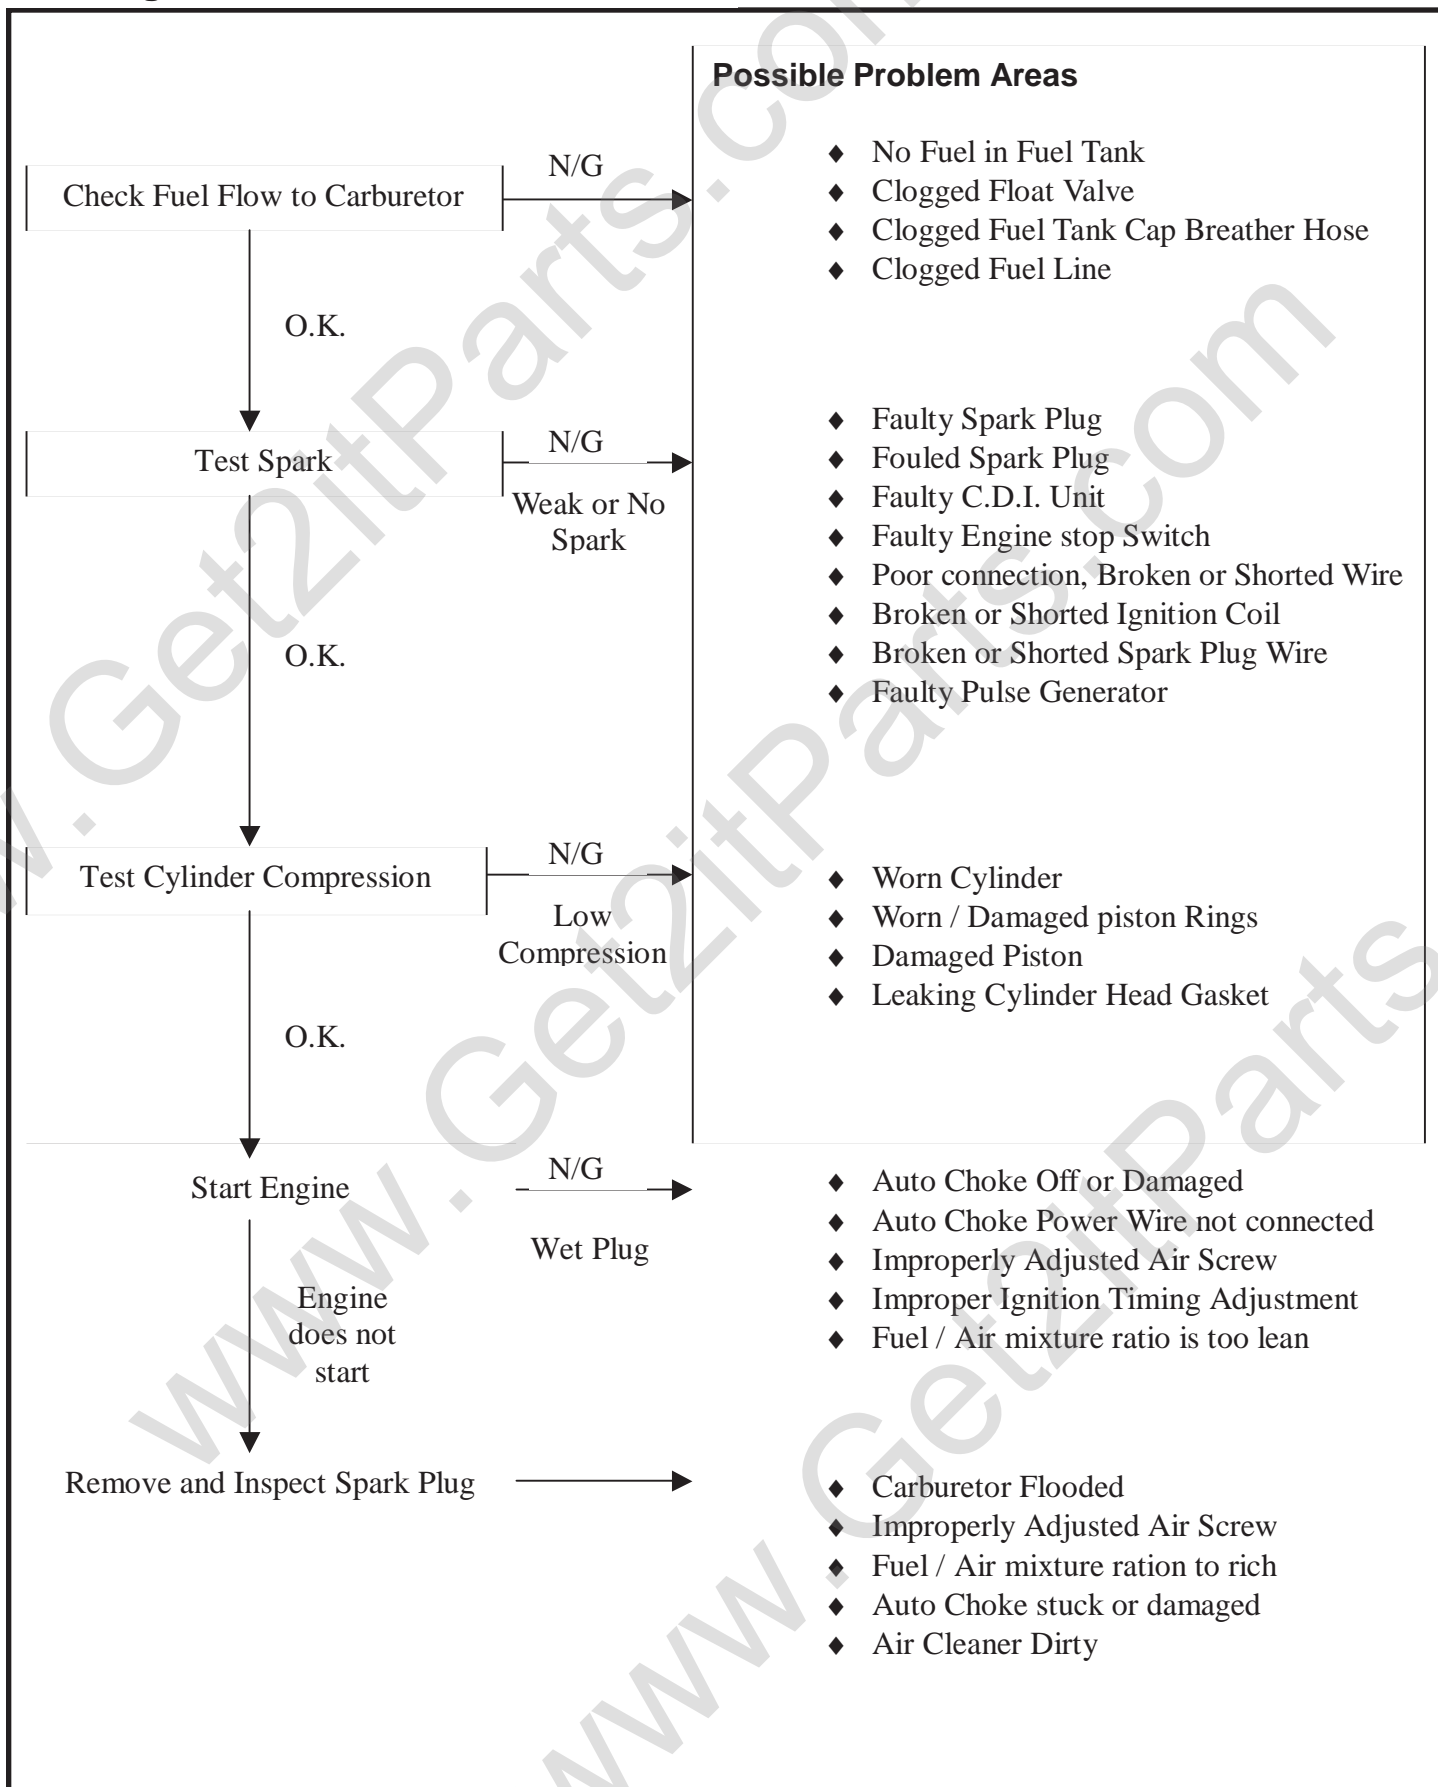 Possible Problem Areas
N/G
Check Fuel Flow to Carburetor
♦ No Fuel in Fuel Tank
♦ Clogged Float Valve
♦ Clogged Fuel Tank Cap Breather Hose
♦ Clogged Fuel Line
O.K.
N/G
Test Spark
Weak or No
Spark
♦ Faulty Spark Plug
♦ Fouled Spark Plug
♦ Faulty C.D.I. Unit
♦ Faulty Engine stop Switch
♦ Poor connection, Broken or Shorted Wire
♦ Broken or Shorted Ignition Coil
♦ Broken or Shorted Spark Plug Wire
♦ Faulty Pulse Generator
O.K.
N/G
Test Cylinder Compression
Low
Compression
♦ Worn Cylinder
♦ Worn / Damaged piston Rings
♦ Damaged Piston
♦ Leaking Cylinder Head Gasket
O.K.
N/G
Start Engine
Wet Plug
♦ Auto Choke Off or Damaged
♦ Auto Choke Power Wire not connected
♦ Improperly Adjusted Air Screw
♦ Improper Ignition Timing Adjustment
♦ Fuel / Air mixture ratio is too lean
Engine
does not
start
Remove and Inspect Spark Plug
♦ Carburetor Flooded
♦ Improperly Adjusted Air Screw
♦ Fuel / Air mixture ration to rich
♦ Auto Choke stuck or damaged
♦ Air Cleaner Dirty
w.Get2itParts.com
www.Get2itParts.com
www.Get2itParts